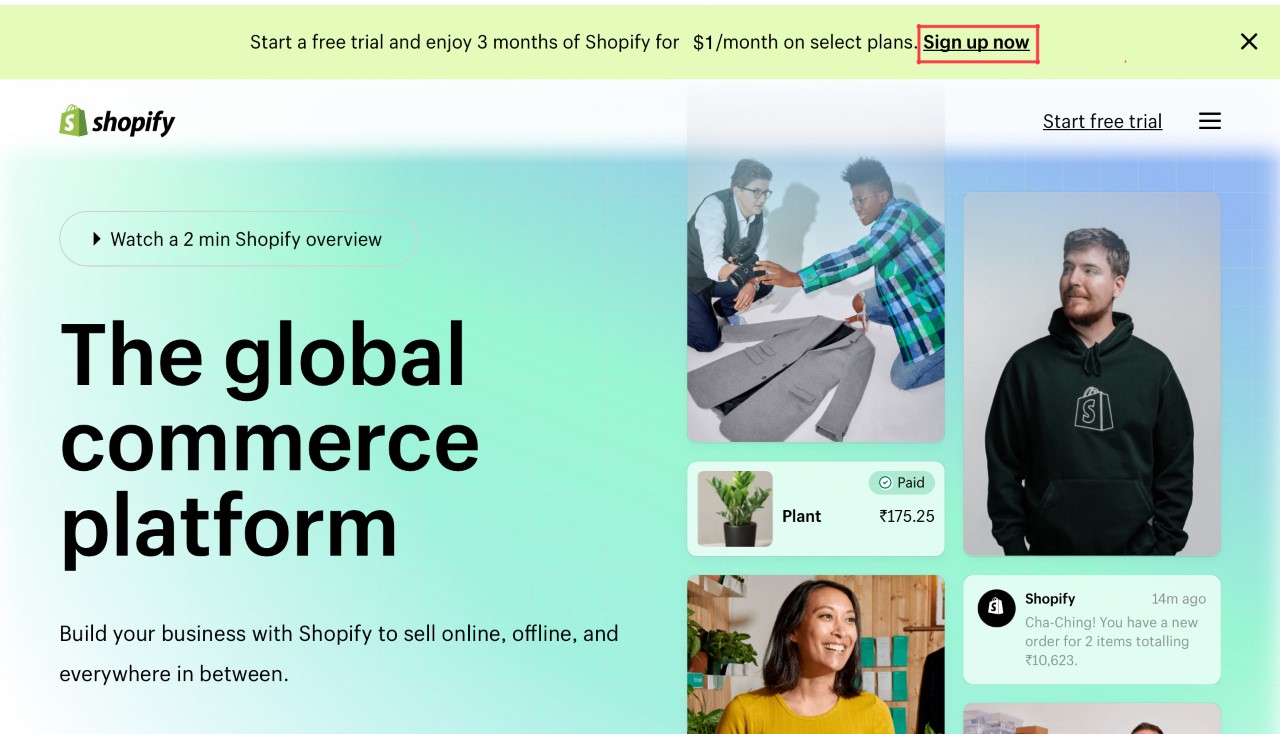 Start a free trial and enjoy 3 months of Shopify for $1/month on select plans. Sign up now
shopify
Start free trial
Watch a 2 min Shopify overview
The global
commerce
platform
Build your business with Shopify to sell online, offline, and
everywhere in between.
Paid
Plant ₹175.25
Shopify 14m ago
Cha-Ching! You have a new
order for 2 items totalling
₹10,623.